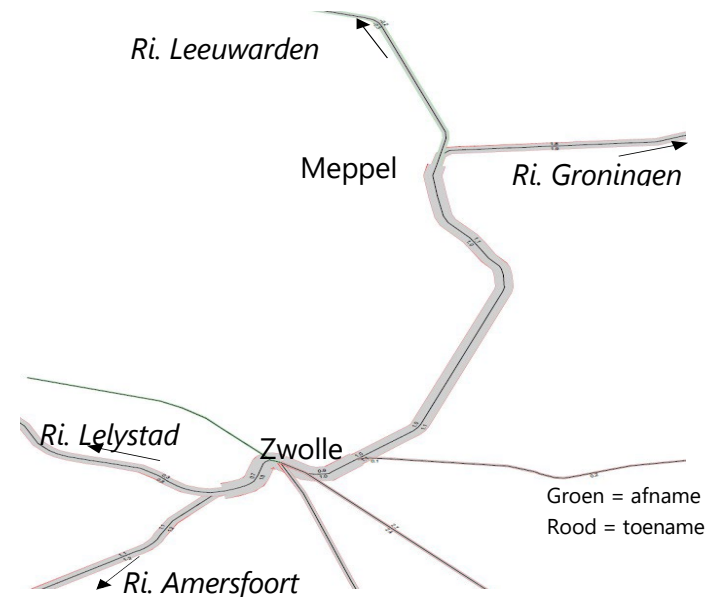 Ri. Leeuwarden
Meppel
Ri. Groningen
Ri. Lelystad
Zwolle
Groen = afname
Rood = toename
Ri. Amersfoort